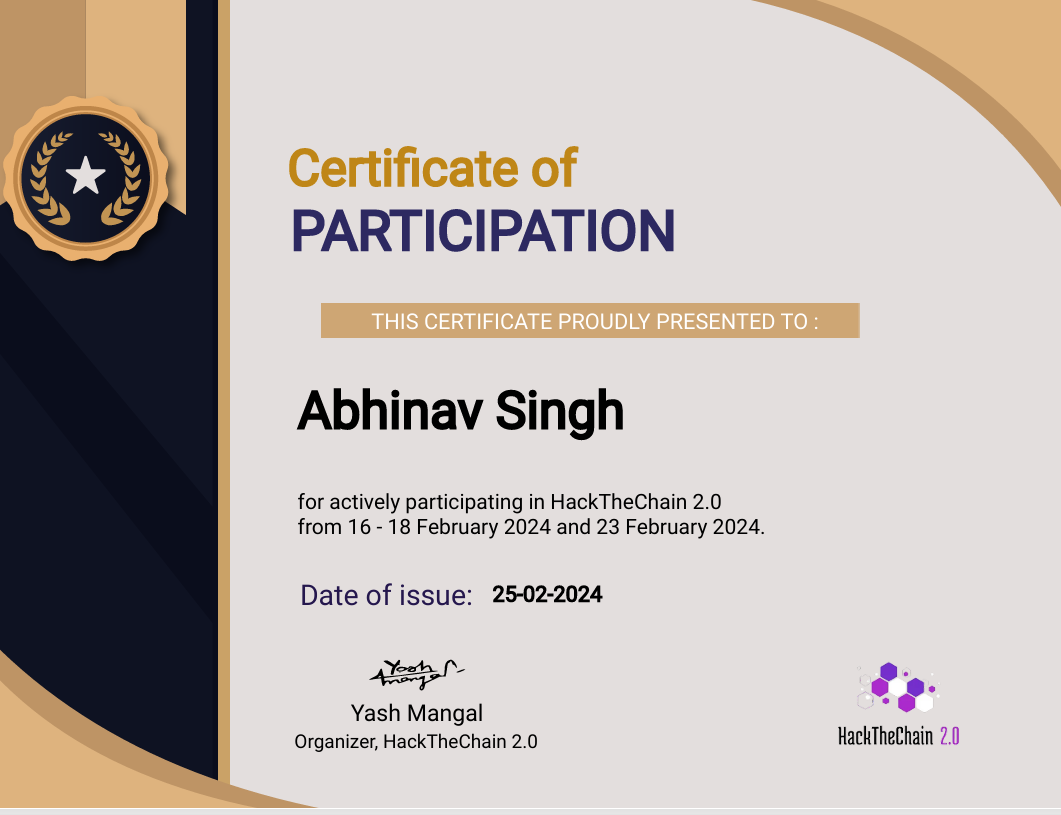 Certificate of
PARTICIPATION
THIS CERTIFICATE PROUDLY PRESENTED TO :
Abhinav Singh
for actively participating in HackTheChain 2.0
from 16 - 18 February 2024 and 23 February 2024.
Date of issue: 25-02-2024
Yash
Mangal
Yash Mangal
Organizer, HackTheChain 2.0
HackTheChain 2.0